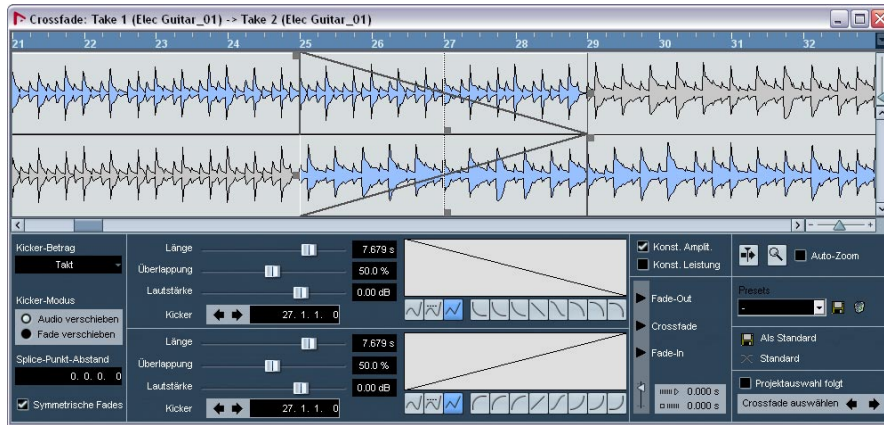 Crossfade: Take 1 (Elec Guitar_01) -> Take 2 (Elec Guitar_01)
21 22 23 24 25 26 27 28 29 30 31 32
Kicker-Betrag
Takt
Kicker-Modus
Audio verschieben
Fade verschieben
Splice-Punkt-Abstand
0. 0. 0. 0
Symmetrische Fades
Länge 7.679 s
Überlappung 50.0 %
Lautstärke 0.00 dB
Kicker 27. 1. 1. 0
Länge 7.679 s
Überlappung 50.0 %
Lautstärke 0.00 dB
Kicker 27. 1. 1. 0
Konst. Amplit.
Konst. Leistung
Fade-Out
Crossfade
Fade-In
0.000 s
0.000 s
Auto-Zoom
Presets
-
Als Standard
Standard
Projektauswahl folgt
Crossfade auswählen